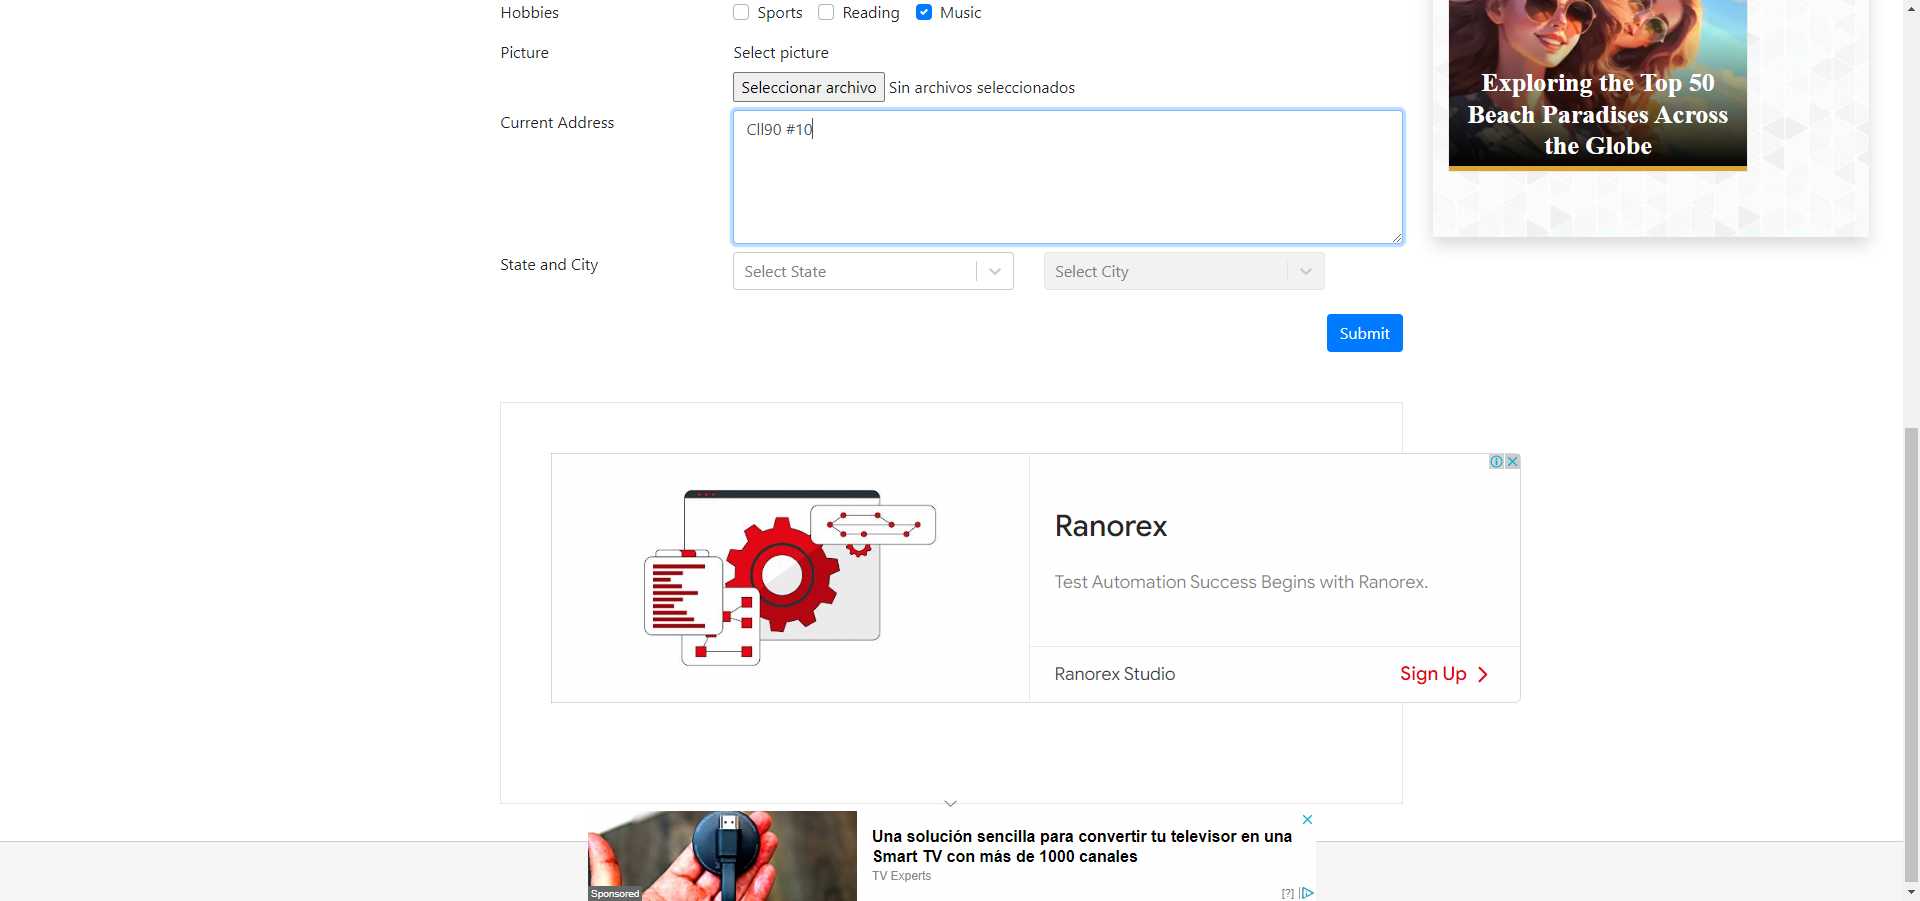 Hobbies
Sports Reading Music
Picture
Select picture
Seleccionar archivo Sin archivos seleccionados
Current Address
Cll90 #10
State and City
Select State
Select City
Submit
Exploring the Top 50
Beach Paradises Across
the Globe
Ranorex
Test Automation Success Begins with Ranorex.
Ranorex Studio
Sign Up
Una solución sencilla para convertir tu televisor en una
Smart TV con más de 1000 canales
TV Experts
Sponsored
[?]